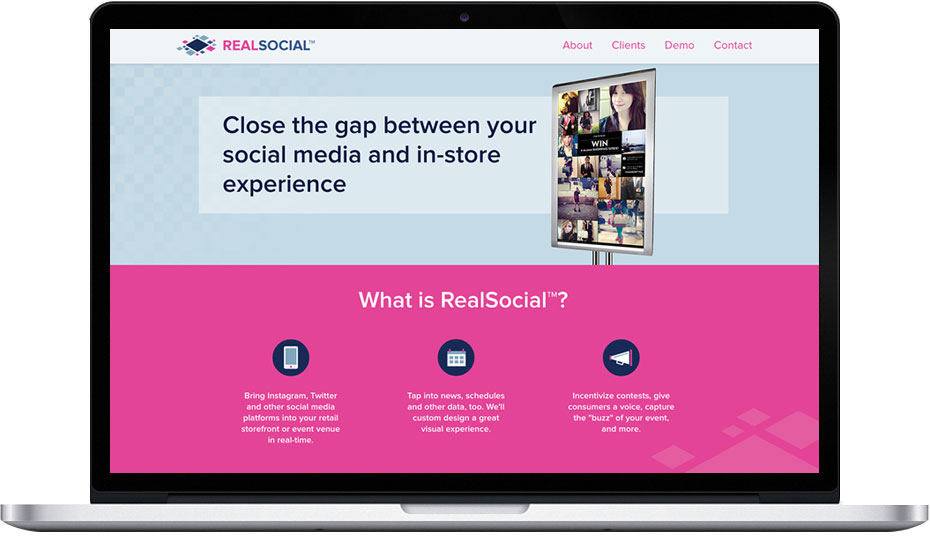 REALSOCIAL™
About Clients Demo Contact
Close the gap between your
social media and in-store
experience
WIN
What is RealSocial™?
Bring Instagram, Twitter
and other social media
platforms into your retail
storefront or event venue
in real-time.
Tap into news, schedules
and other data, too. We'll
custom design a great
visual experience.
Incentivize contests, give
consumers a voice, capture
the "buzz" of your event,
and more.